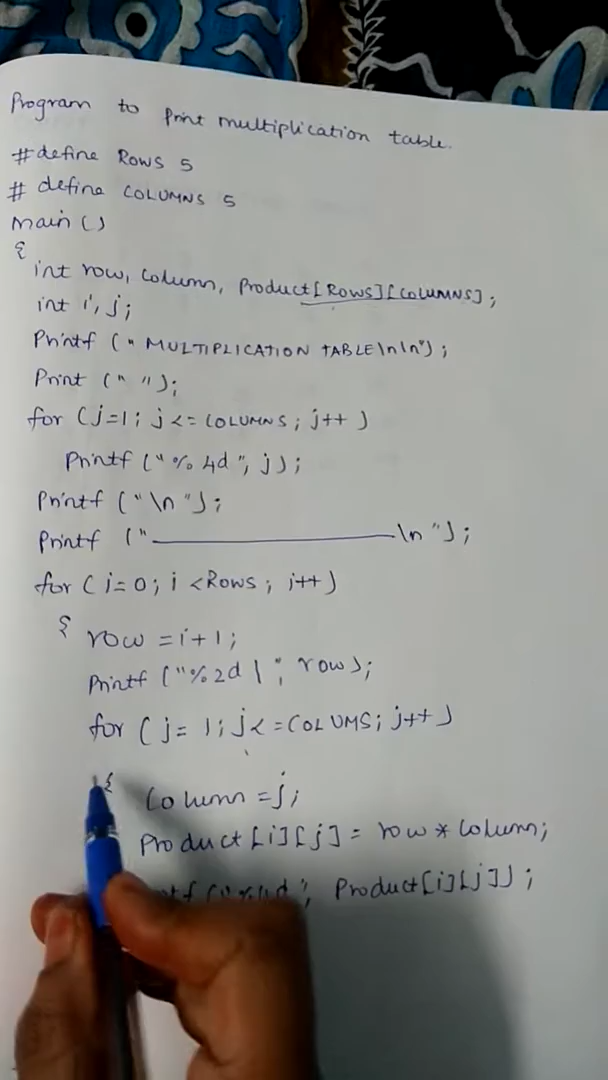 Program to Print multiplication table.
#define ROWS 5
# define COLUMNS 5
main ()
{
int row, column, Product[ROWS][COLUMNS];
int i, j;
Printf (" MULTIPLICATION TABLE\n\n");
Print (" ");
for (j=1; j<= COLUMNS; j++)
Printf ("%4d", j);
Printf ("\n");
Printf ("——————————\n");
for (i=0; i<Rows; i++)
{ row = i+1;
Printf ("%2d |", row);
for (j=1; j<=COLUMS; j++)
{ Column = j;
Product[i][j] = row * Column;
ntf ("%4d", Product[i][j]);